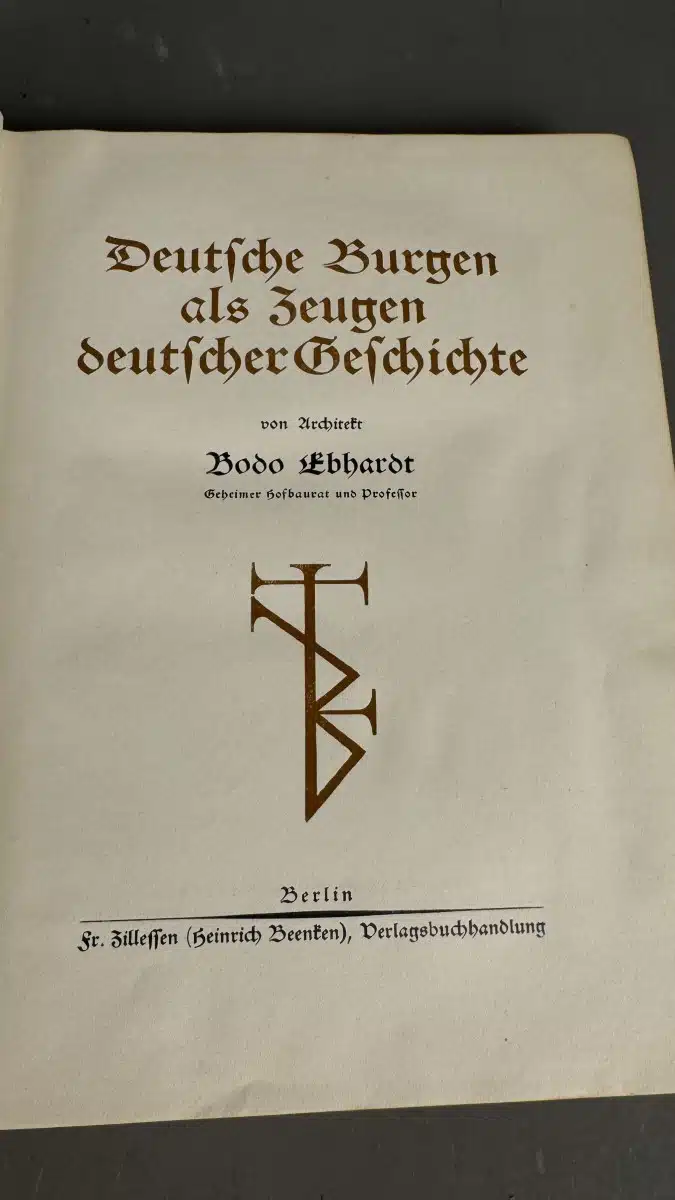 Deutſche Burgen
als Zeugen
deutſcher Geſchichte
von Architekt
Bodo Ebhardt
Geheimer Hofbaurat und Profeſſor
Berlin
Fr. Zilleſſen (Heinrich Beenken), Verlagsbuchhandlung